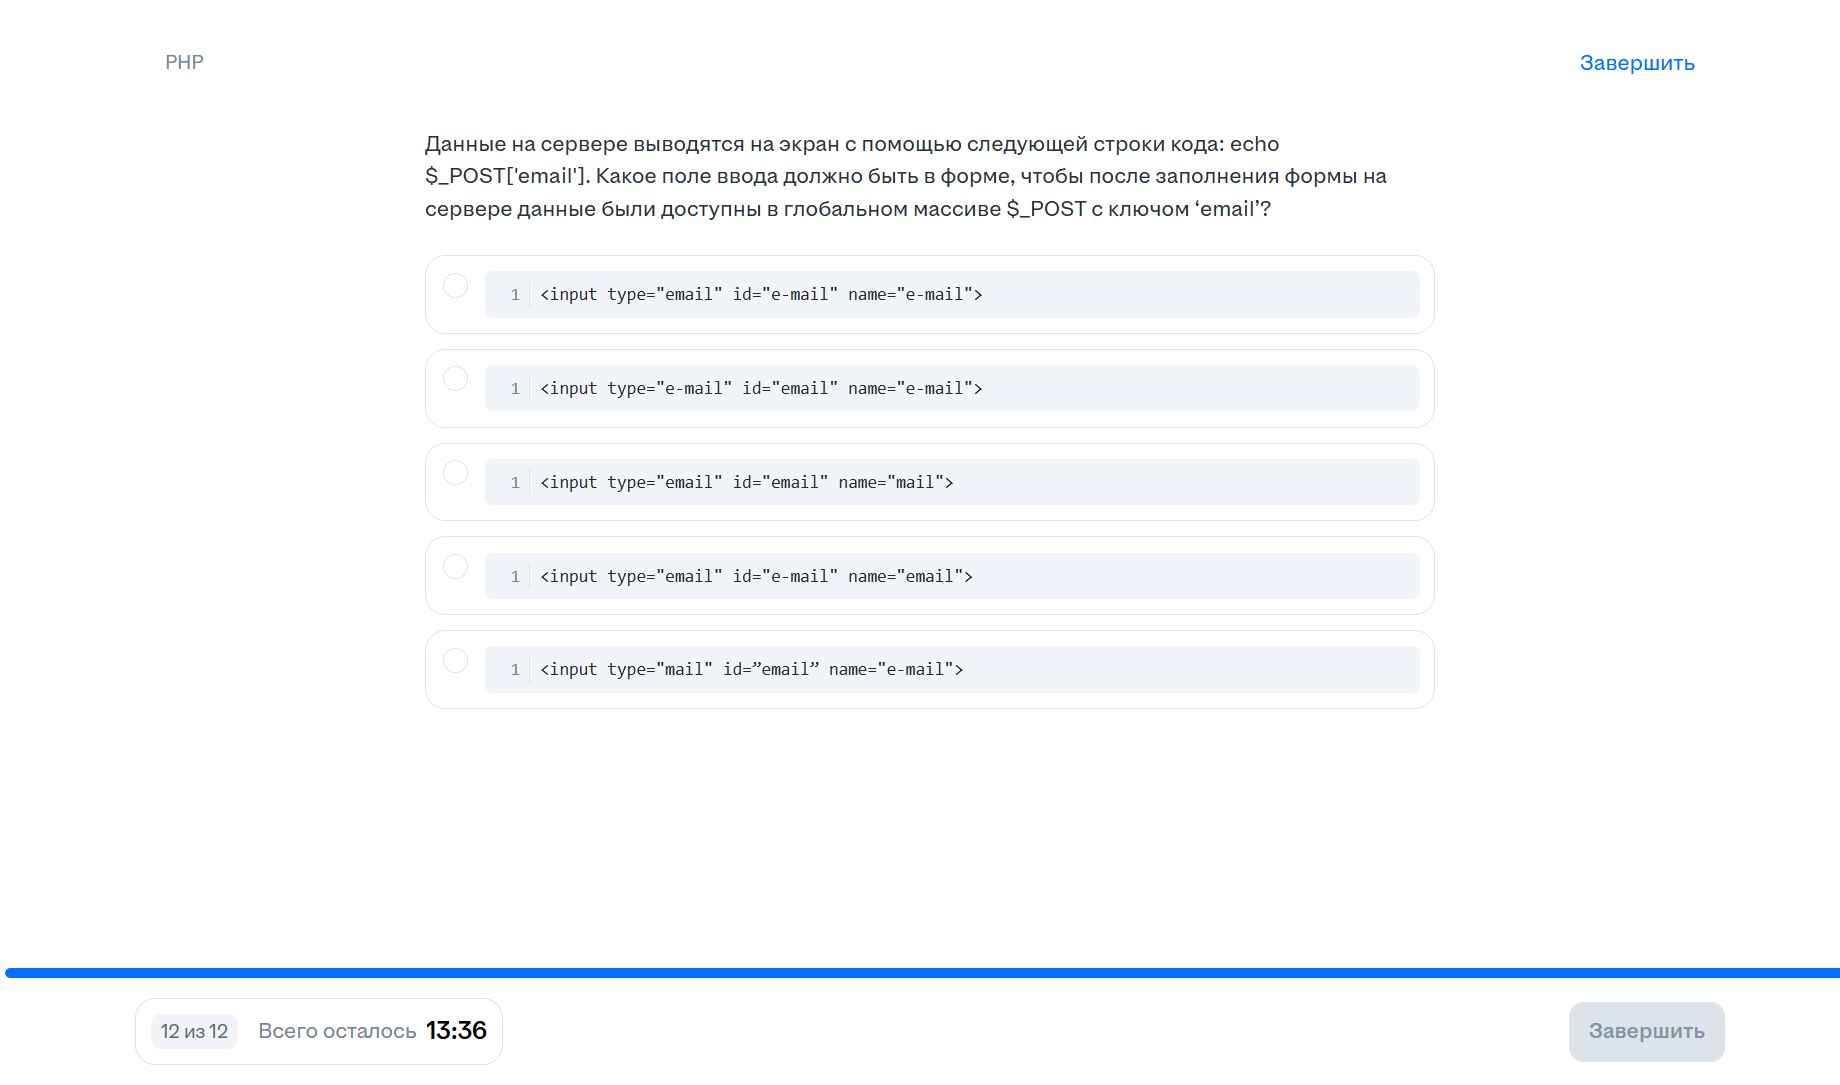 PHP
Завершить
Данные на сервере выводятся на экран с помощью следующей строки кода: echo
$_POST['email']. Какое поле ввода должно быть в форме, чтобы после заполнения формы на
сервере данные были доступны в глобальном массиве $_POST с ключом ‘email’?
1 <input type="email" id="e-mail" name="e-mail">
1 <input type="e-mail" id="email" name="e-mail">
1 <input type="email" id="email" name="mail">
1 <input type="email" id="e-mail" name="email">
1 <input type="mail" id=”email” name="e-mail">
12 из 12 Всего осталось 13:36
Завершить